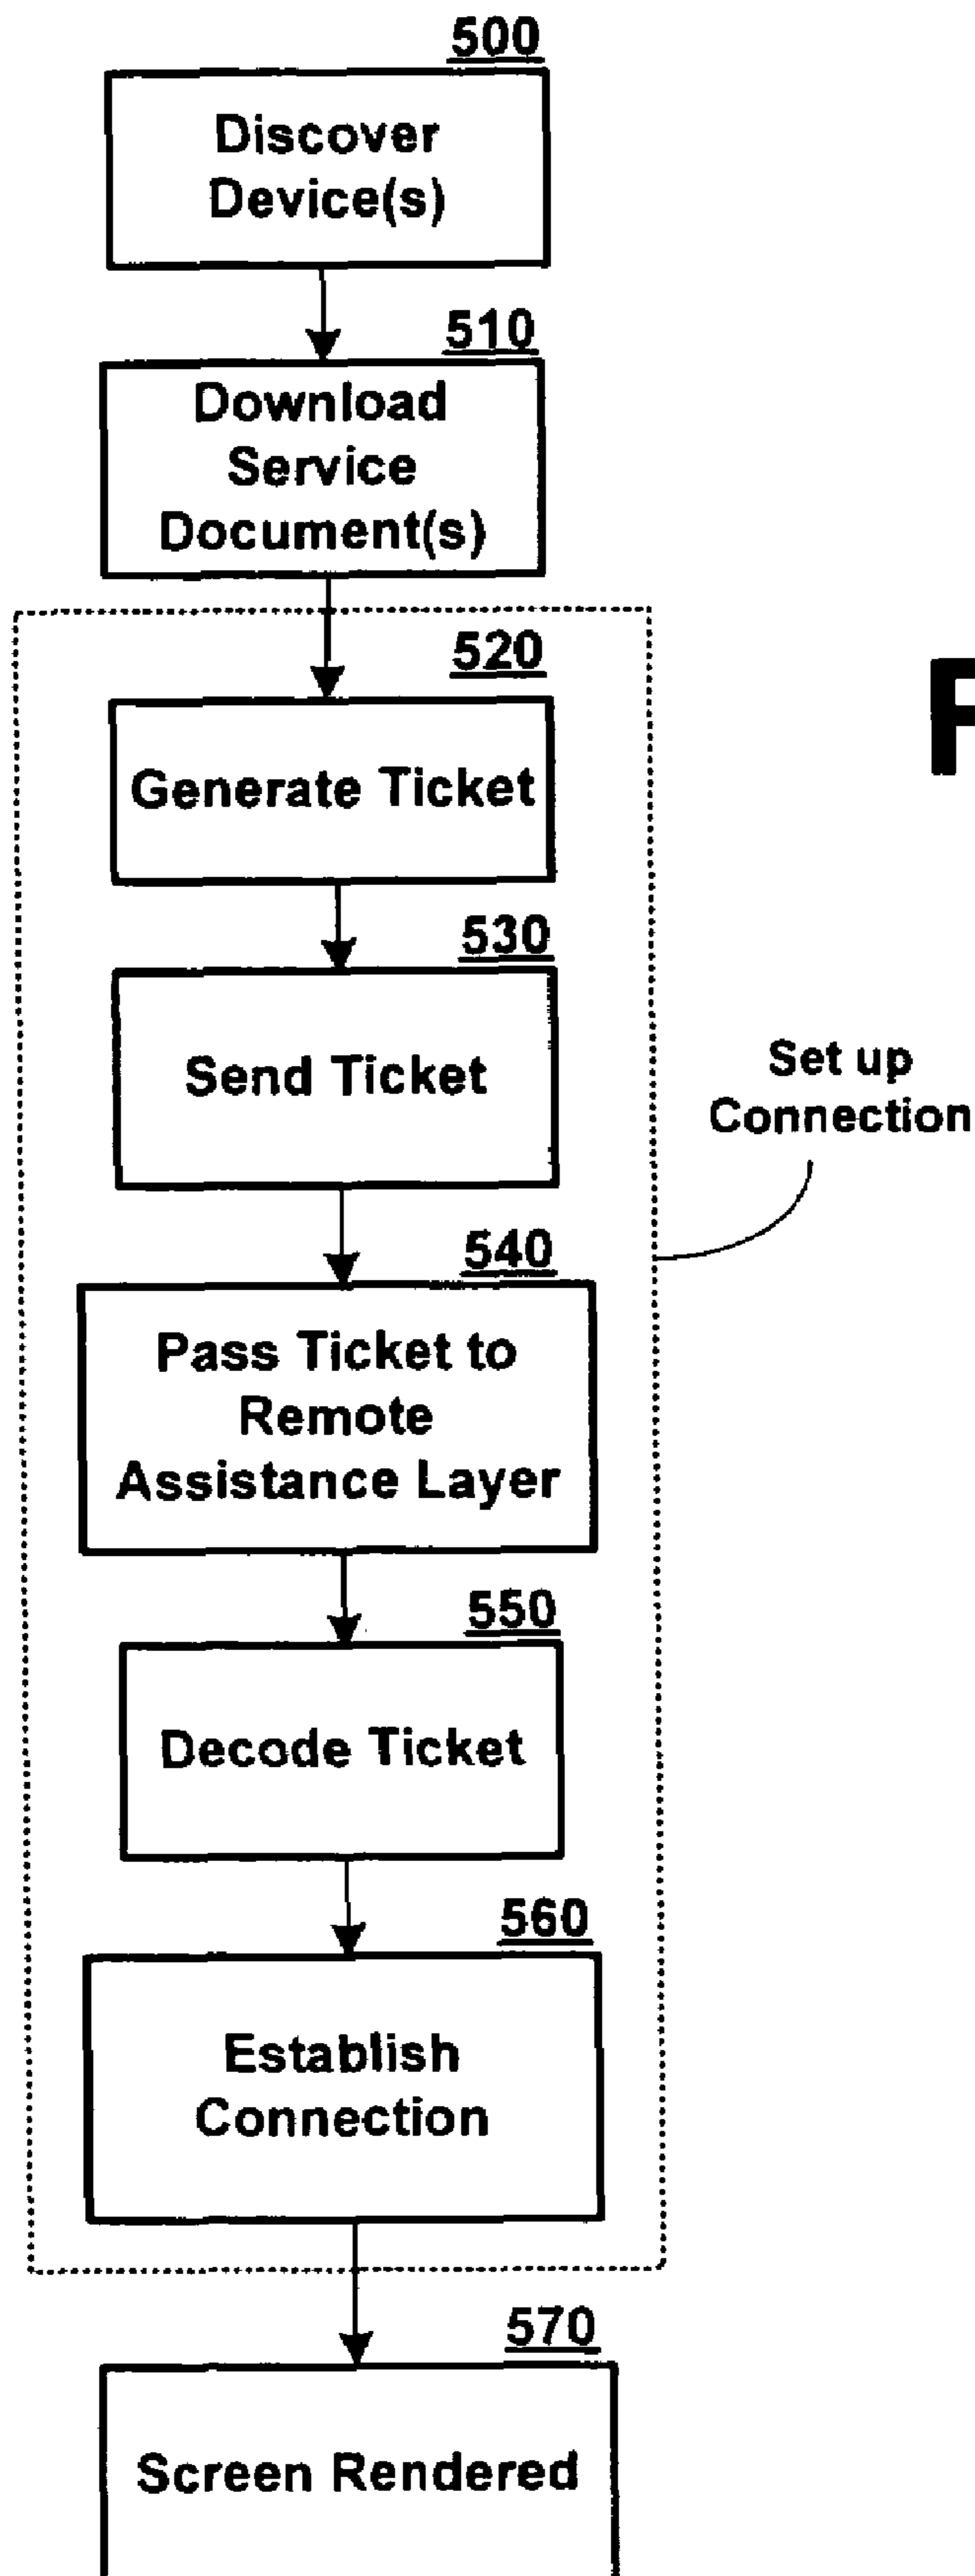 500
Discover
Device(s)
510
Download
Service
Document(s)
520
Generate Ticket
530
Send Ticket
Set up
Connection
540
Pass Ticket to
Remote
Assistance Layer
550
Decode Ticket
560
Establish
Connection
570
Screen Rendered